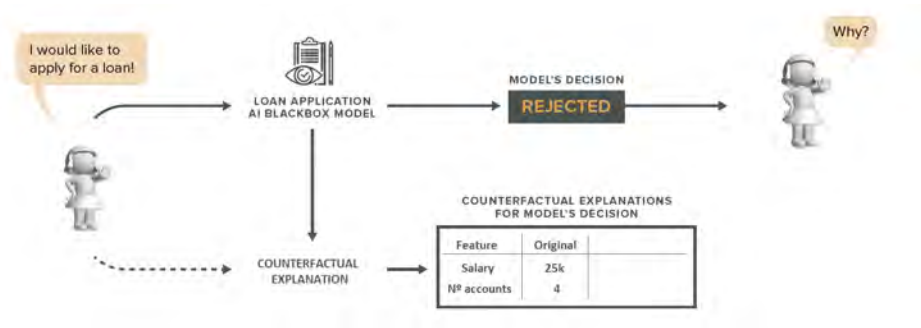 I would like to
apply for a loan!
Why?
LOAN APPLICATION
AI BLACKBOX MODEL
MODEL'S DECISION
REJECTED
COUNTERFACTUAL
EXPLANATION
COUNTERFACTUAL EXPLANATIONS
FOR MODEL'S DECISION
Feature Original
Salary 25k
Nº accounts 4